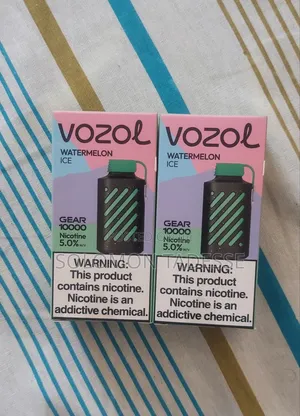 VOZOL
WATERMELON
ICE
GEAR
10000
Nicotine
5.0%
WARNING:
This product
contains nicotine.
Nicotine is an
addictive chemical.
VOZOL
WATERMELON
ICE
GEAR
10000
Nicotine
5.0%
WARNING:
This product
contains nicotine.
Nicotine is an
addictive chemical.